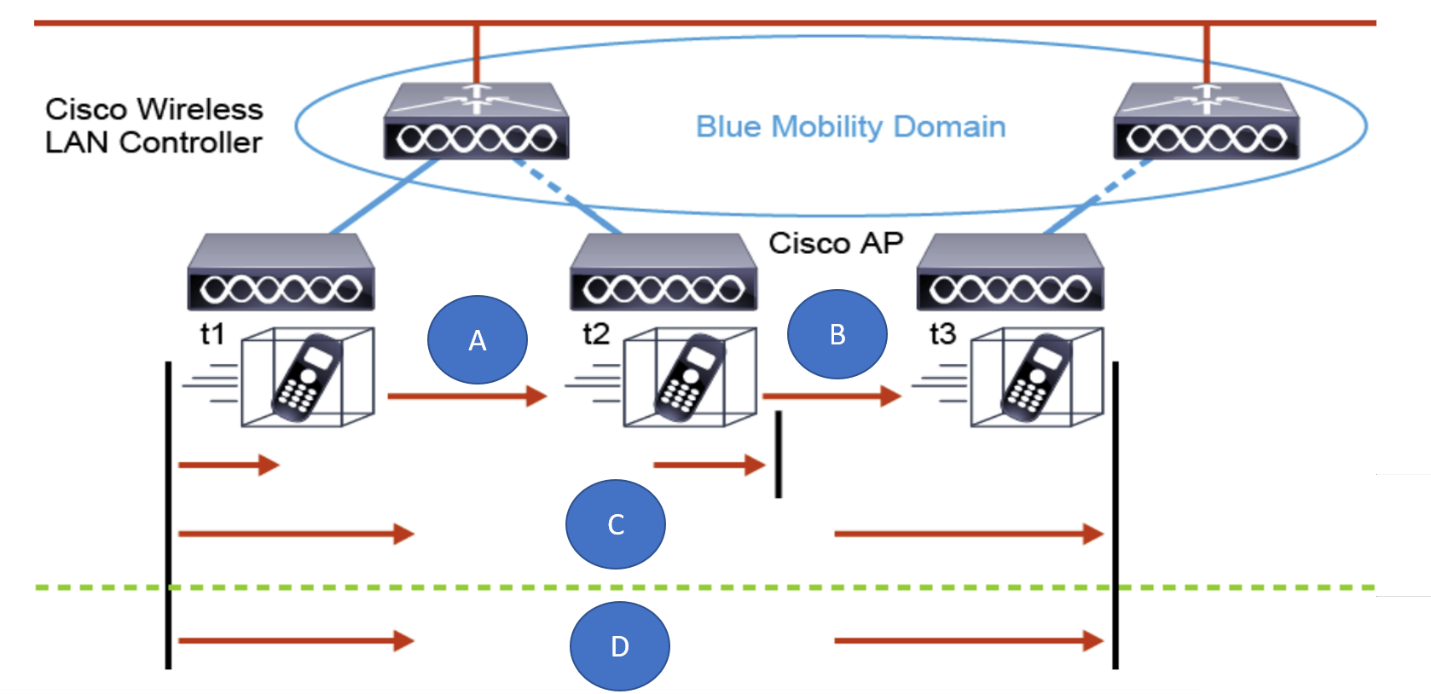 Cisco Wireless
LAN Controller
Blue Mobility Domain
Cisco AP
t1
A
t2
B
t3
C
D